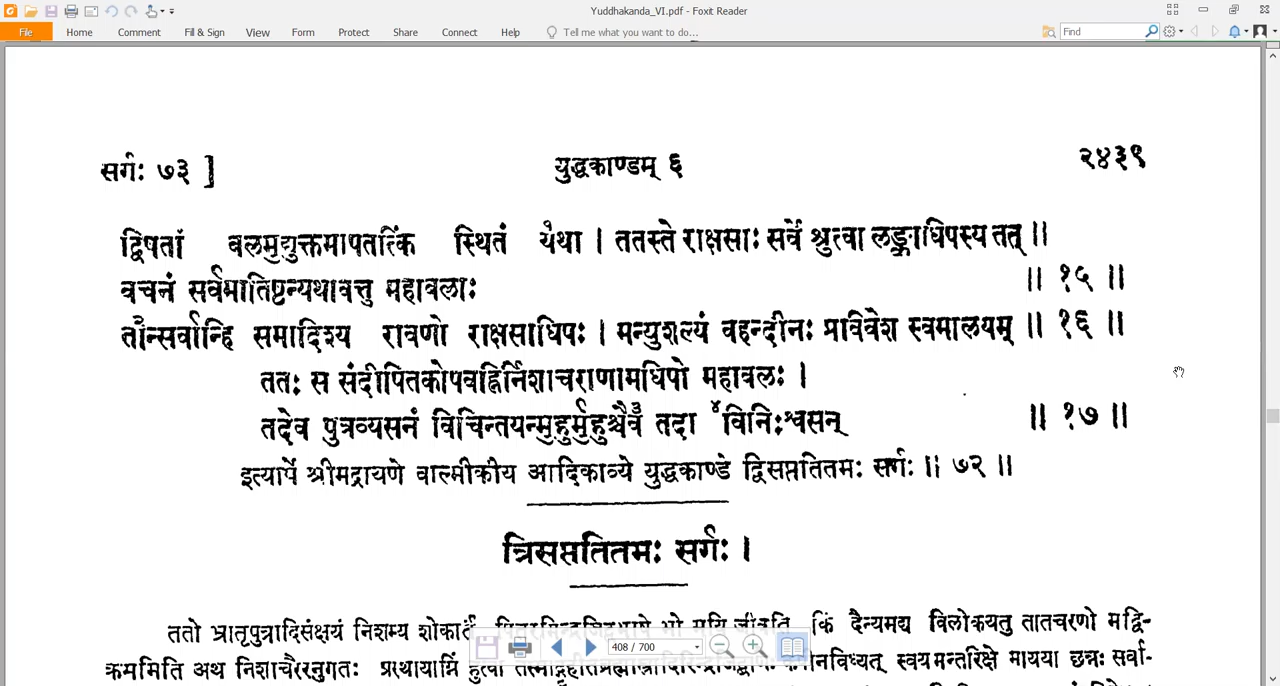 Yuddhakanda_VI.pdf - Foxit Reader
File Home Comment Fill & Sign View Form Protect Share Connect Help Tell me what you want to do... Find
सर्गः ७३ ] युद्धकाण्डम् ६ २४३९
द्विषतां बलमुद्युक्तमापतत्किं स्थितं यथा । ततस्ते राक्षसाः सर्वे श्रुत्वा लङ्काधिपस्य तत् ॥
वचनं सर्वमातिष्ठन्यथावत्तु महाबलाः ॥ १५ ॥
तान्सर्वान्हि समादिश्य रावणो राक्षसाधिपः । मन्युशल्यं वहन्दीनः प्रविवेश स्वमालयम् ॥ १६ ॥
ततः स संदीपितकोपवह्निर्निशाचराणामधिपो महाबलः ।
तदेव पुत्रव्यसनं विचिन्तयन्मुहुर्मुहुश्चैव३ तदा ४विनिःश्वसन् ॥ १७ ॥
इत्यार्षे श्रीमद्रायणे वाल्मीकीय आदिकाव्ये युद्धकाण्डे द्विसप्ततितमः सर्गः ॥ ७२ ॥
त्रिसप्ततितमः सर्गः ।
ततो भ्रातृपुत्रादिसंक्षयं निशम्य शोकार्तं किं दैन्यमद्य विलोकयतु तातचरणो मद्वि-
408 / 700
क्रममिति अथ निशाचरैरनुगतः प्रथायाग्निं हुत्वा स्वयमन्तरिक्षे मायया छन्नः सर्वा-